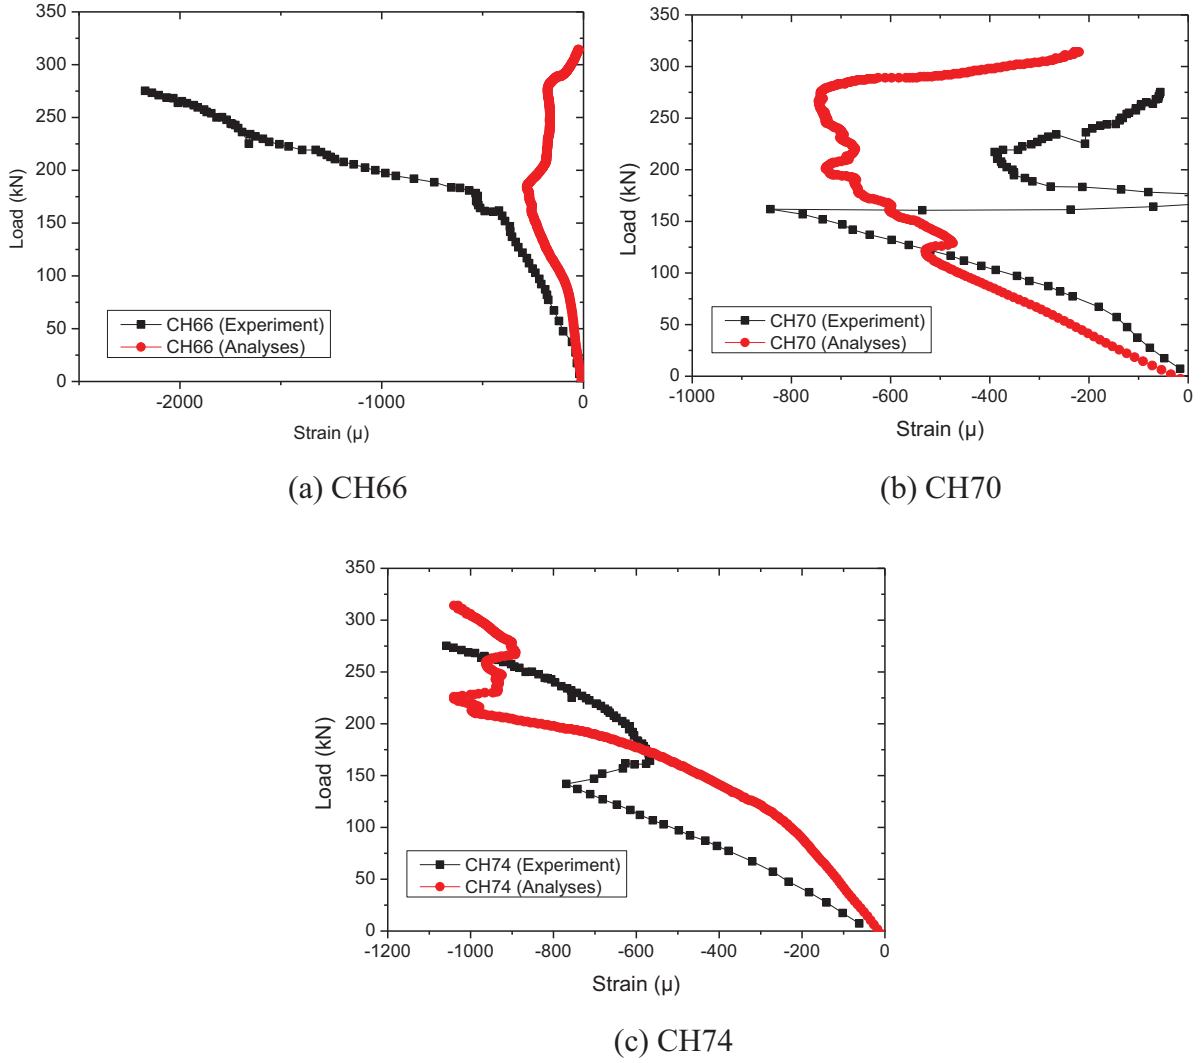 350
300
250
200
150
100
50
0
Load (kN)
CH66 (Experiment)
CH66 (Analyses)
-2000
-1000
0
Strain (μ)
(a) CH66
350
300
250
200
150
100
50
0
Load (kN)
CH70 (Experiment)
CH70 (Analyses)
-1000
-800
-600
-400
-200
0
Strain (μ)
(b) CH70
350
300
250
200
150
100
50
0
Load (kN)
CH74 (Experiment)
CH74 (Analyses)
-1200
-1000
-800
-600
-400
-200
0
Strain (μ)
(c) CH74